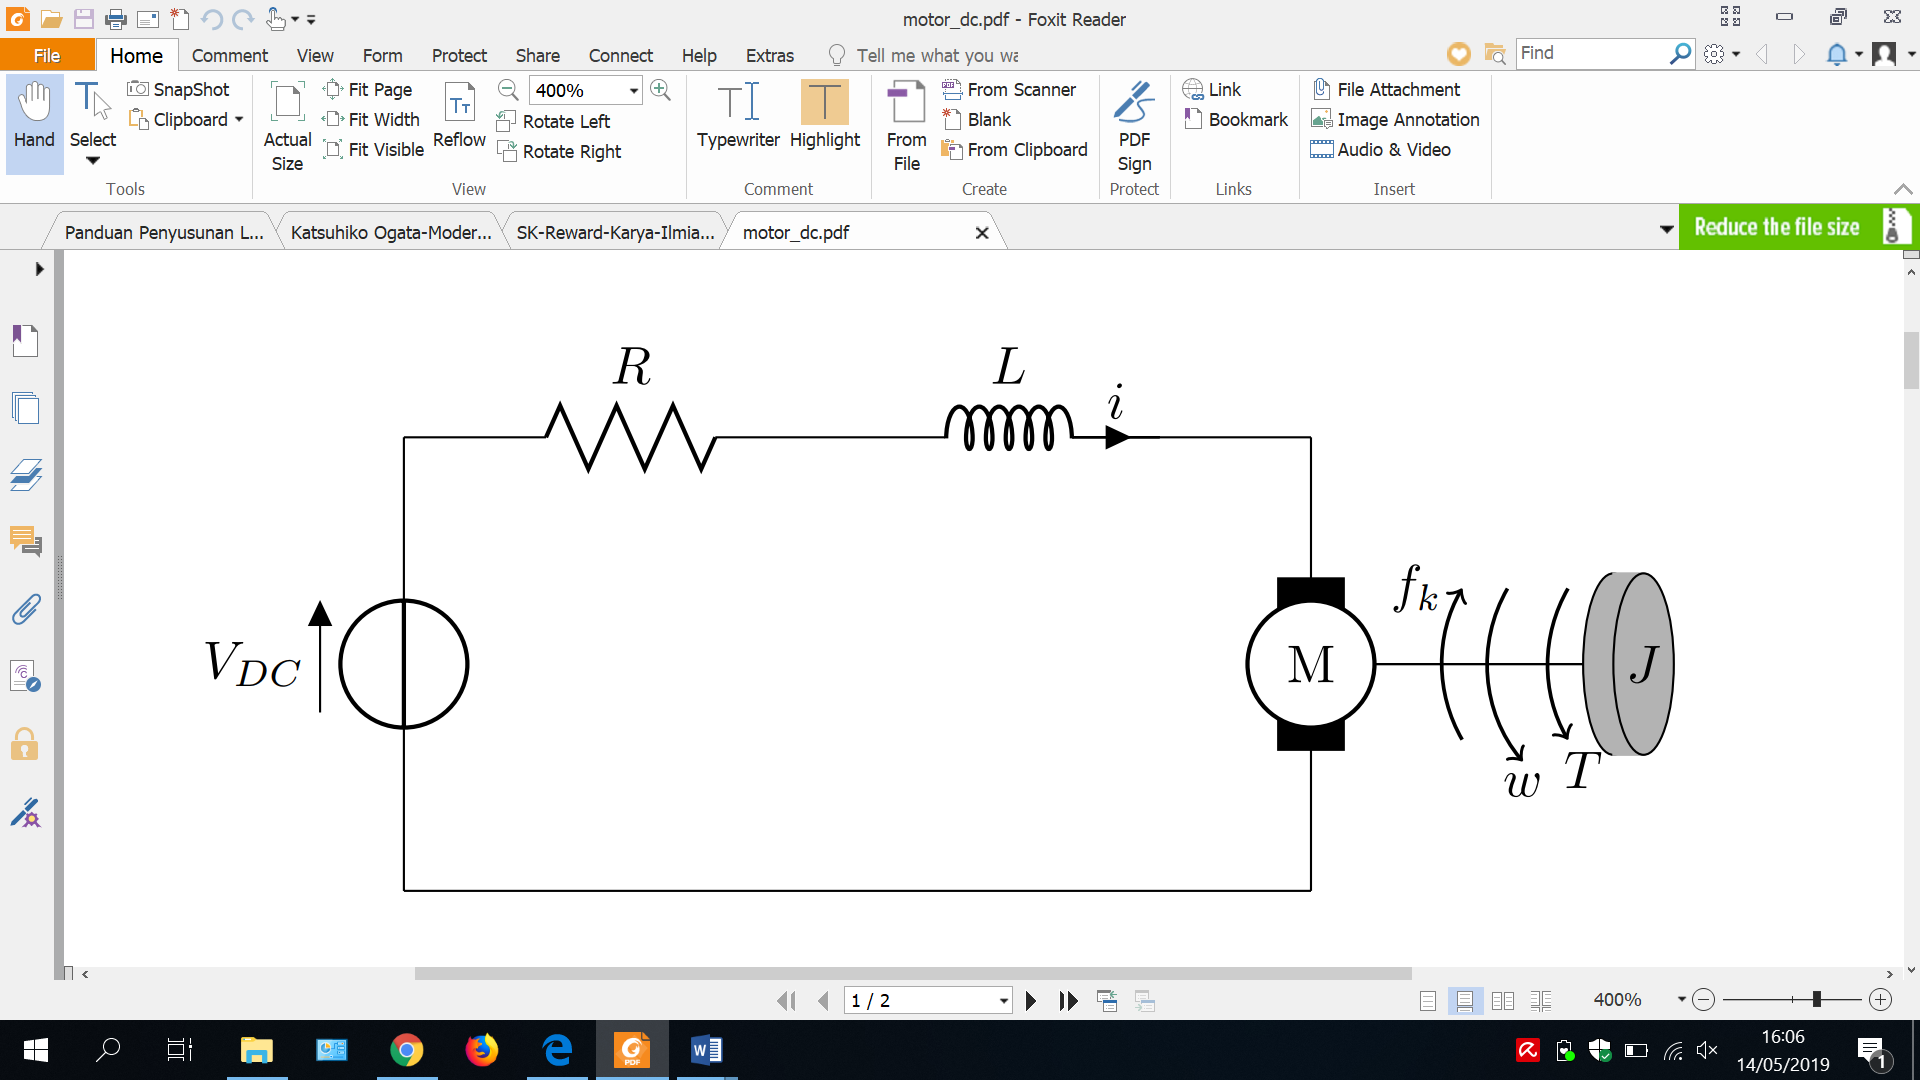 motor_dc.pdf - Foxit Reader
File Home Comment View Form Protect Share Connect Help Extras Tell me what you wa Find
Hand
Select
SnapShot
Clipboard
Tools
Actual
Size
Fit Page
Fit Width
Fit Visible
Reflow
400%
Rotate Left
Rotate Right
View
Typewriter
Highlight
Comment
From
File
From Scanner
Blank
From Clipboard
Create
PDF
Sign
Protect
Link
Bookmark
Links
File Attachment
Image Annotation
Audio & Video
Insert
Panduan Penyusunan L... Katsuhiko Ogata-Moder... SK-Reward-Karya-Ilmia... motor_dc.pdf Reduce the file size
R
L
i
V_DC
M
f_k
J
w
T
1 / 2
400%
PDF
16:06
14/05/2019
1